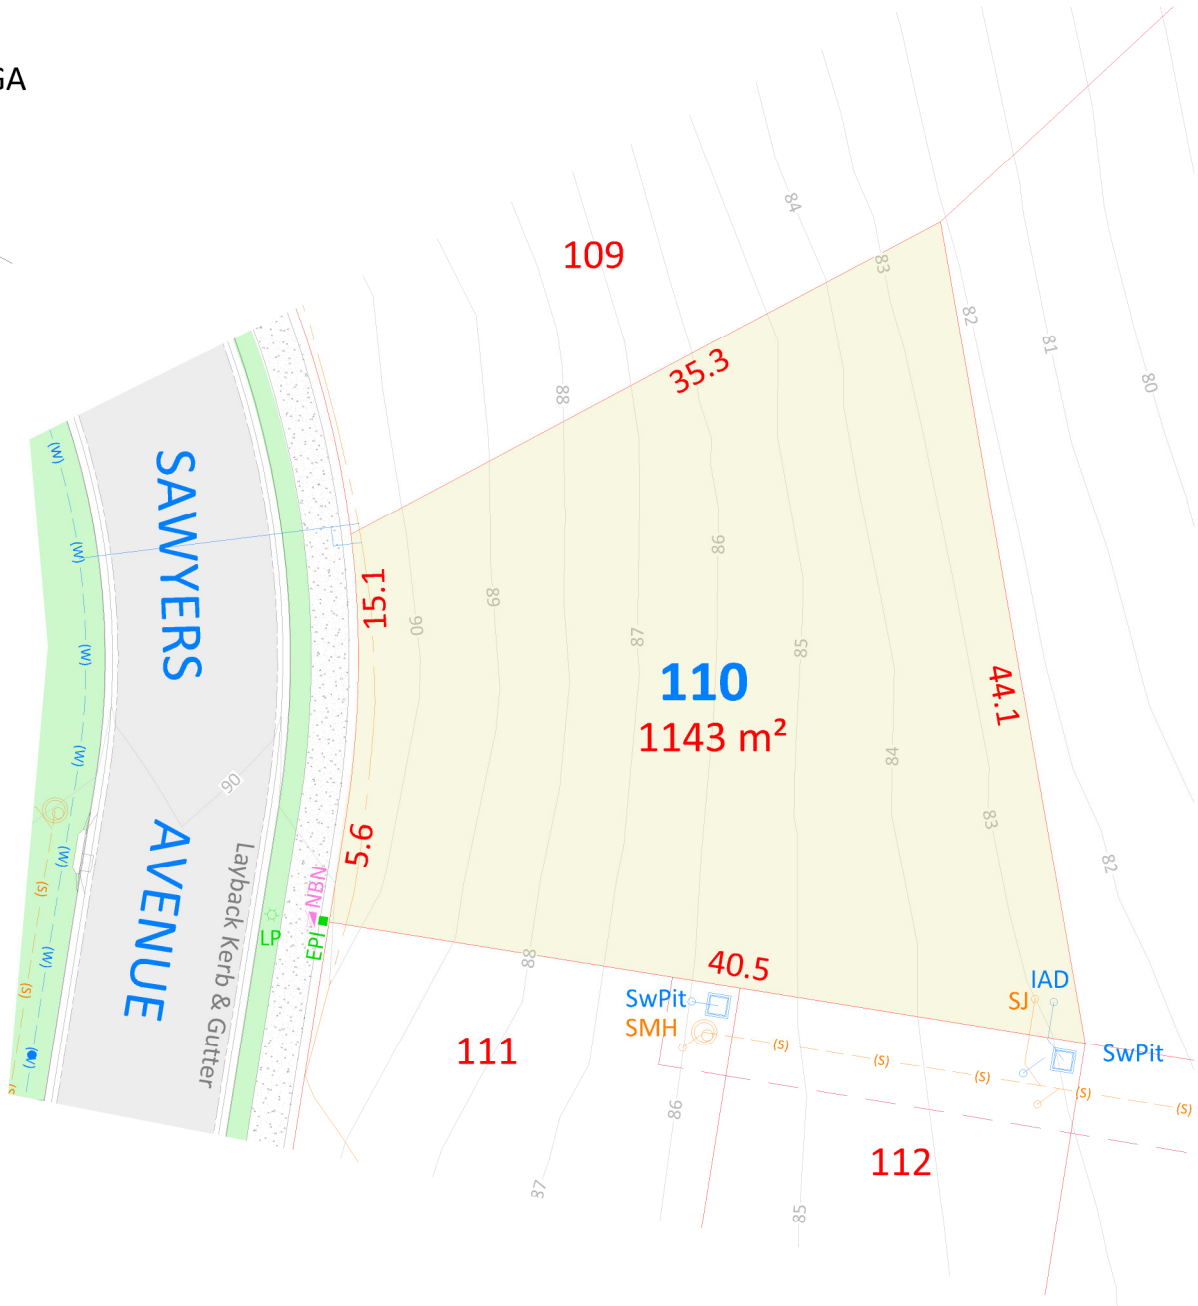 GA
109
84
83
82
81
80
35.3
88
(W)
SAWYERS
(W)
86
89
15.1
90
87
85
(W)
110
1143 m²
44.1
(W)
90
84
83
5.6
AVENUE
Layback Kerb & Gutter
(W)
82
NBN
(S)
LP
EPI
(W)
88
40.5
IAD
SJ
(S)
SwPit
SMH
111
(S)
(S)
(S)
(S)
(S)
SwPit
(W)
86
112
37
85